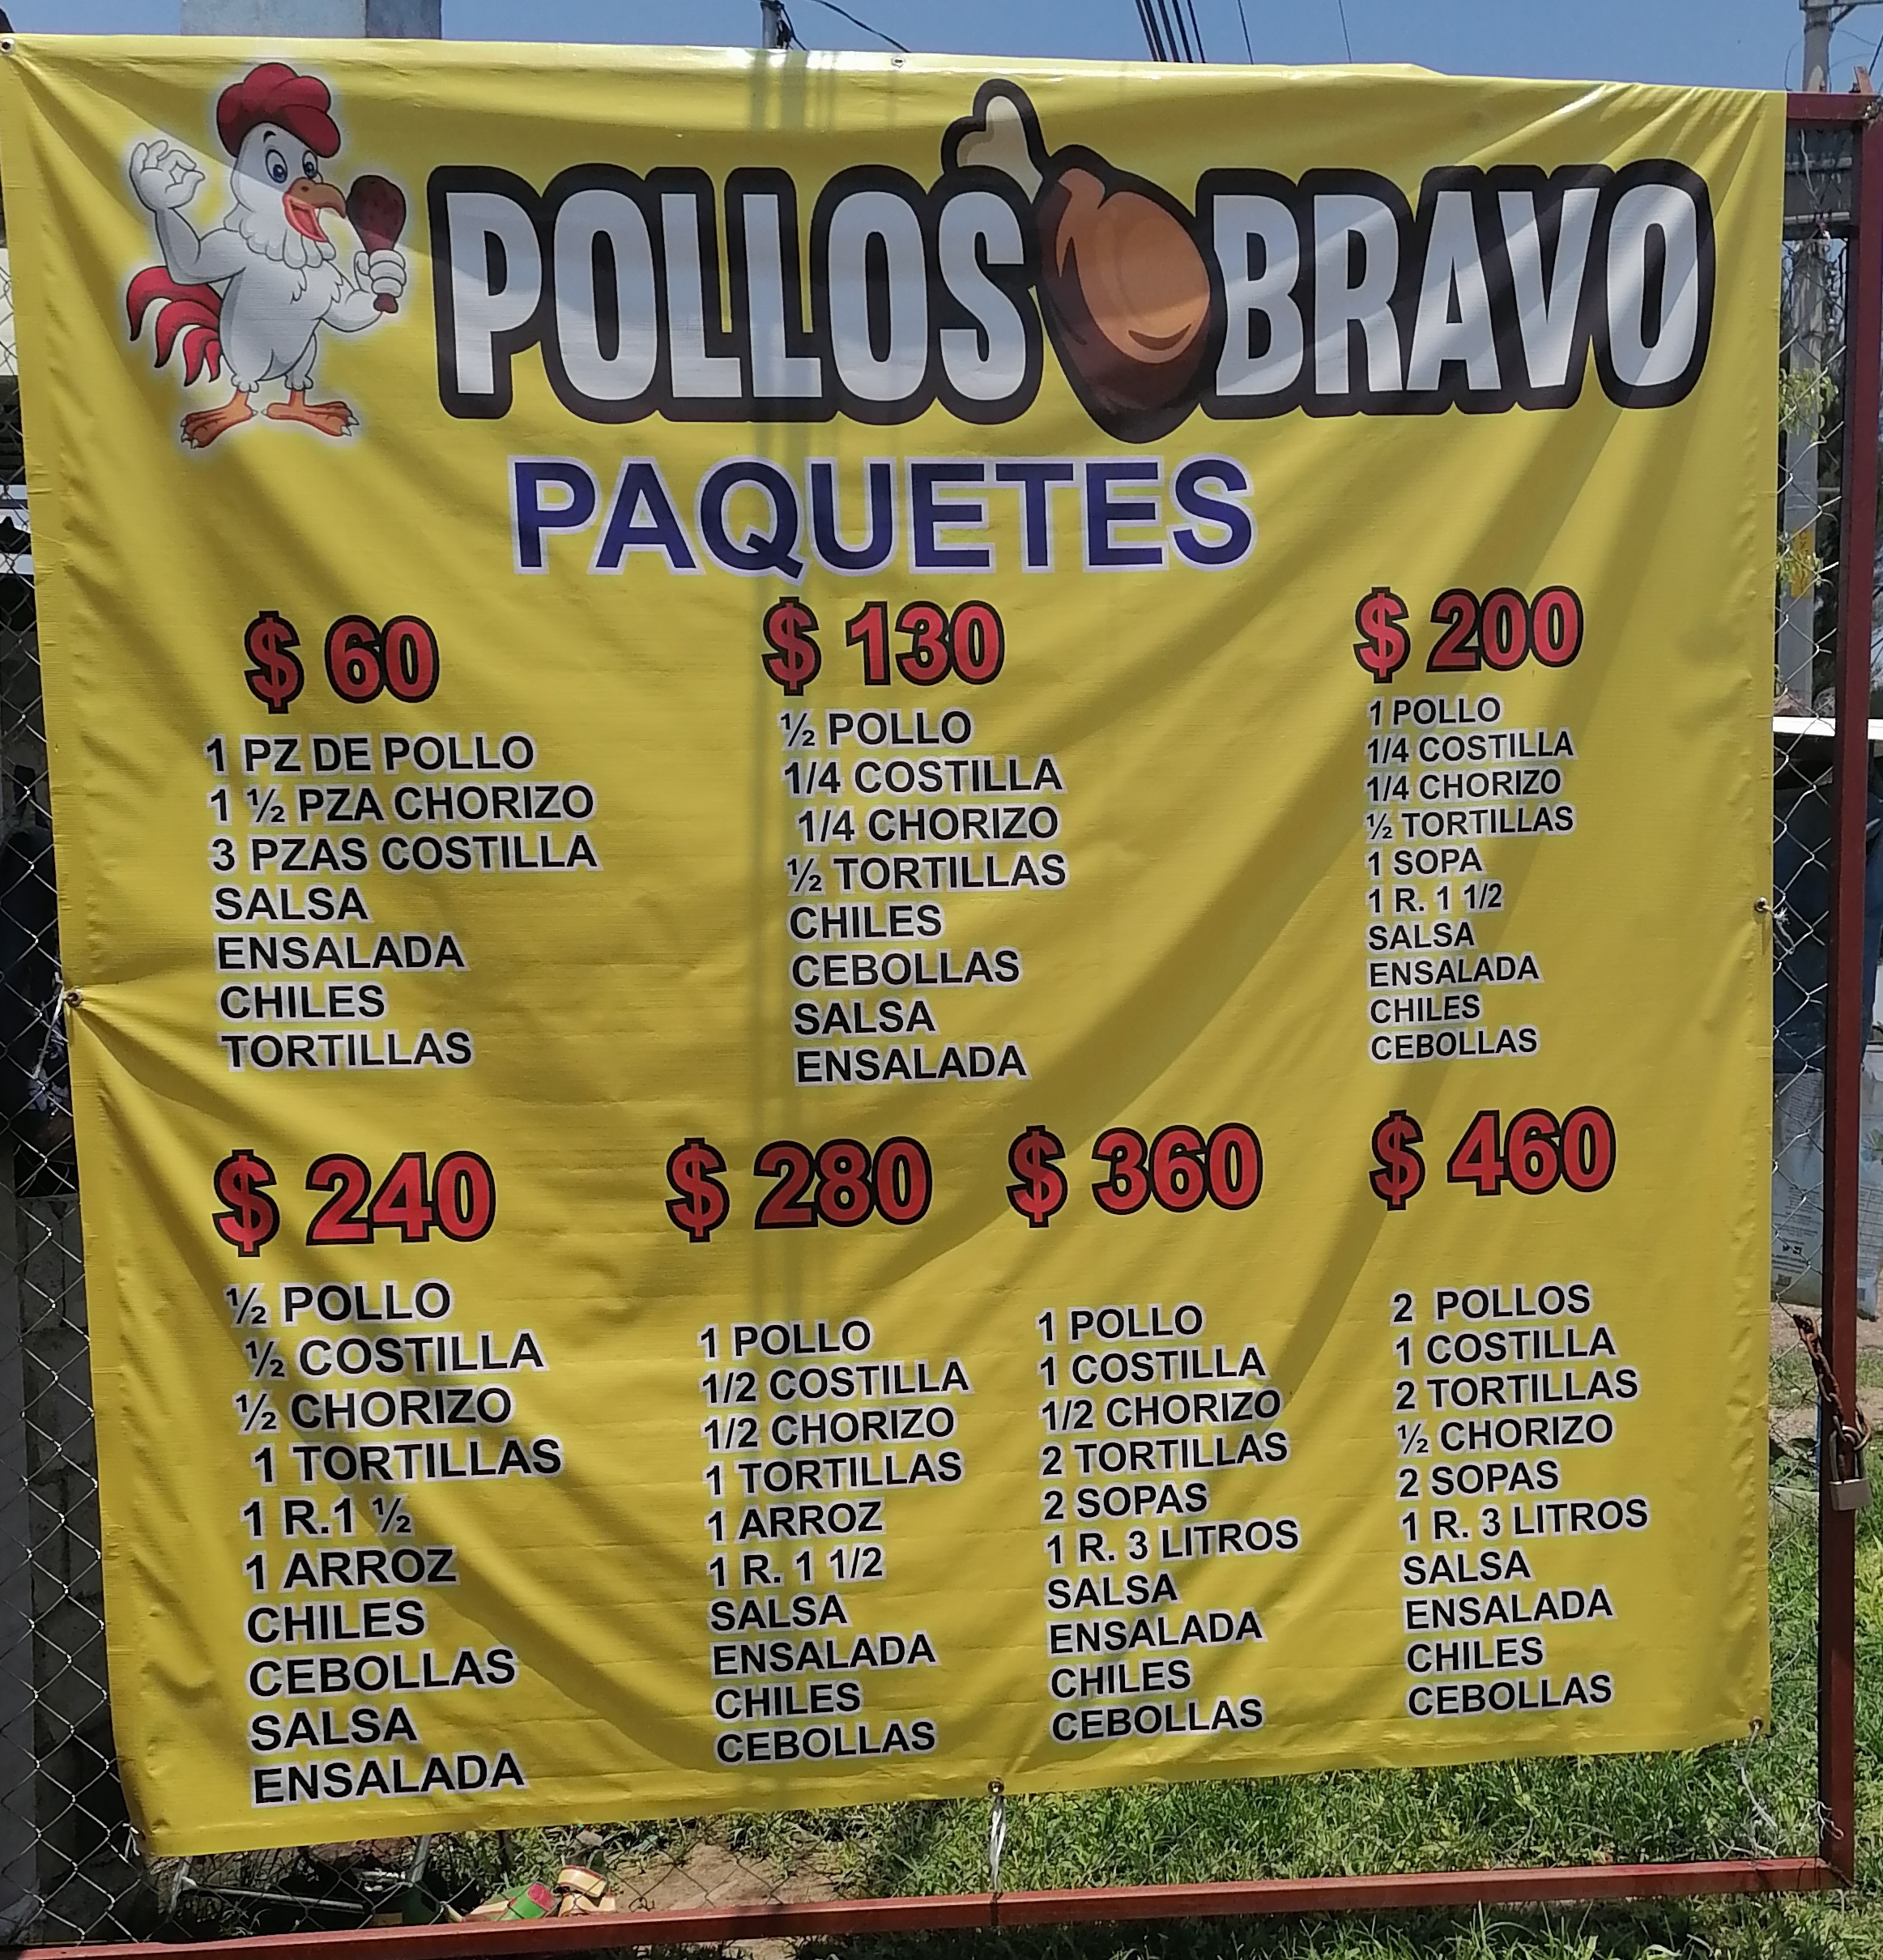 POLLOS BRAVO
PAQUETES
$ 60
1 PZ DE POLLO
1 ½ PZA CHORIZO
3 PZAS COSTILLA
SALSA
ENSALADA
CHILES
TORTILLAS
$ 130
½ POLLO
1/4 COSTILLA
1/4 CHORIZO
½ TORTILLAS
CHILES
CEBOLLAS
SALSA
ENSALADA
$ 200
1 POLLO
1/4 COSTILLA
1/4 CHORIZO
½ TORTILLAS
1 SOPA
1 R. 1 1/2
SALSA
ENSALADA
CHILES
CEBOLLAS
$ 240
½ POLLO
½ COSTILLA
½ CHORIZO
1 TORTILLAS
1 R.1 ½
1 ARROZ
CHILES
CEBOLLAS
SALSA
ENSALADA
$ 280
1 POLLO
1/2 COSTILLA
1/2 CHORIZO
1 TORTILLAS
1 ARROZ
1 R. 1 1/2
SALSA
ENSALADA
CHILES
CEBOLLAS
$ 360
1 POLLO
1 COSTILLA
1/2 CHORIZO
2 TORTILLAS
2 SOPAS
1 R. 3 LITROS
SALSA
ENSALADA
CHILES
CEBOLLAS
$ 460
2 POLLOS
1 COSTILLA
2 TORTILLAS
½ CHORIZO
2 SOPAS
1 R. 3 LITROS
SALSA
ENSALADA
CHILES
CEBOLLAS